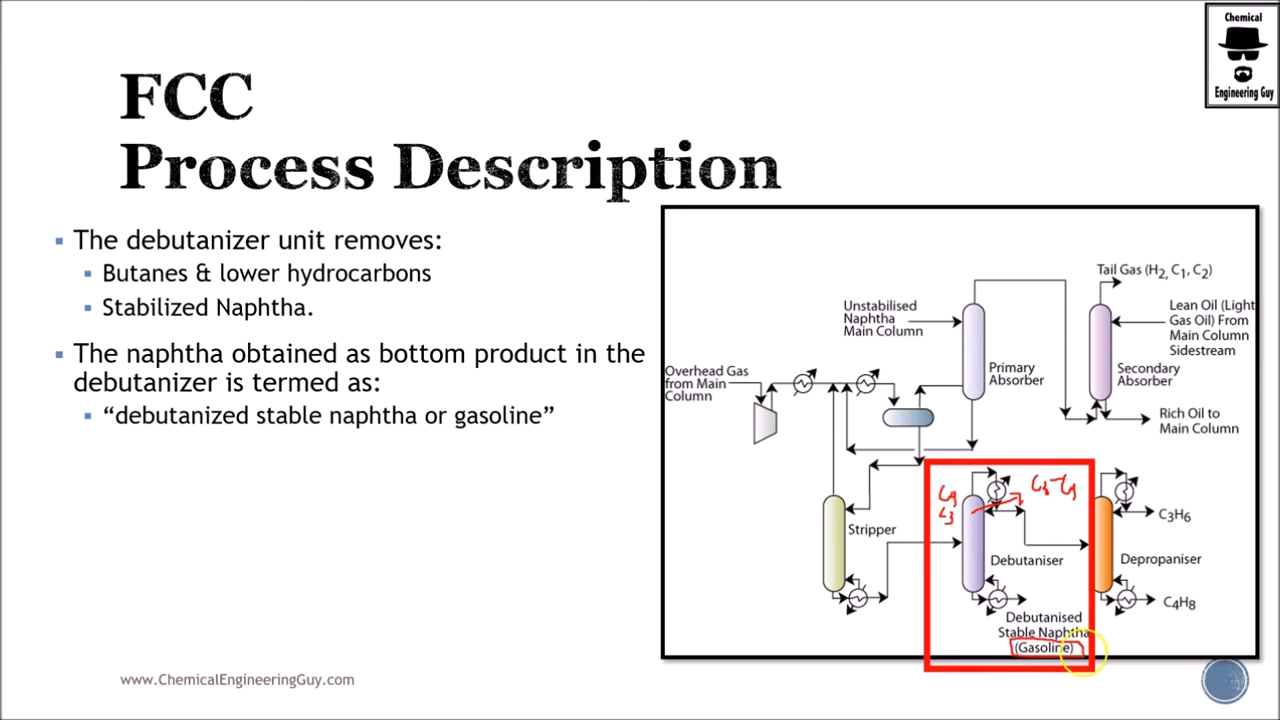 Chemical
Engineering Guy
FCC
Process Description
▪ The debutanizer unit removes:
▪ Butanes & lower hydrocarbons
▪ Stabilized Naphtha.
▪ The naphtha obtained as bottom product in the
debutanizer is termed as:
▪ “debutanized stable naphtha or gasoline”
Tail Gas (H2, C1, C2)
Unstabilised
Naphtha
Main Column
Lean Oil (Light
Gas Oil) From
Main Column
Sidestream
Overhead Gas
from Main
Column
Primary
Absorber
Secondary
Absorber
Rich Oil to
Main Column
C4
C3
C3-C4
Stripper
C3H6
Debutaniser
Depropaniser
C4H8
Debutanised
Stable Naphtha
(Gasoline)
www.ChemicalEngineeringGuy.com